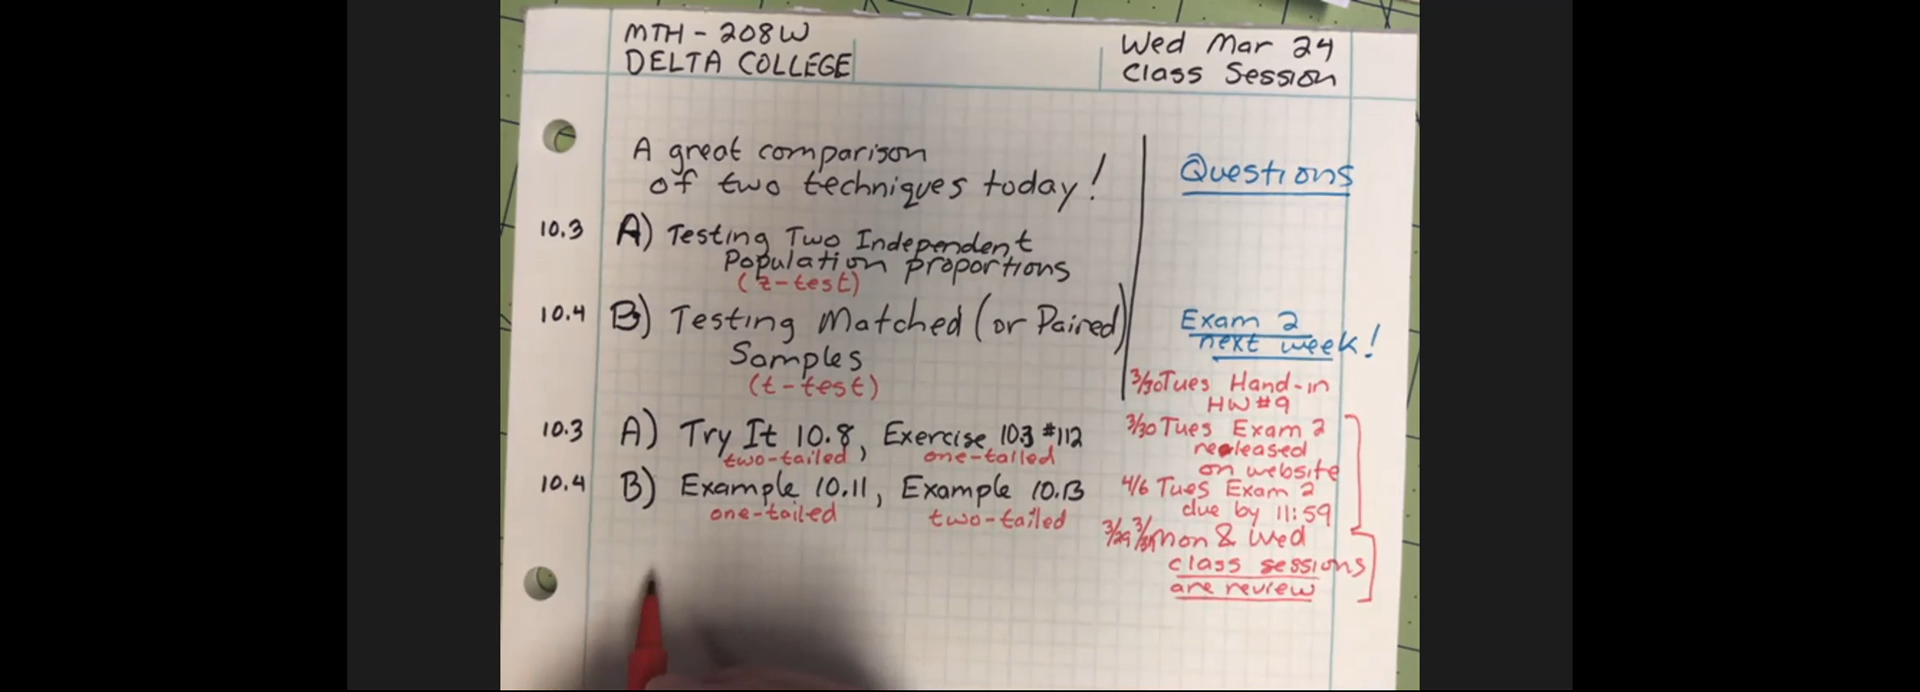 MTH - 208W
DELTA COLLEGE
Wed Mar 24
Class Session
A great comparison
of two techniques today!
10.3 A) Testing Two Independent
Population proportions
(z-test)
10.4 B) Testing Matched (or Paired)
Samples
(t-test)
10.3 A) Try It 10.8, Exercise 10.3 #112
two-tailed, one-tailed
10.4 B) Example 10.11, Example 10.13
one-tailed two-tailed
Questions
Exam 2
next week!
3/30 Tues Hand-in
HW #9
3/30 Tues Exam 2
released
on website
4/6 Tues Exam 2
due by 11:59
3/29 3/31 Mon & Wed
class sessions
are review